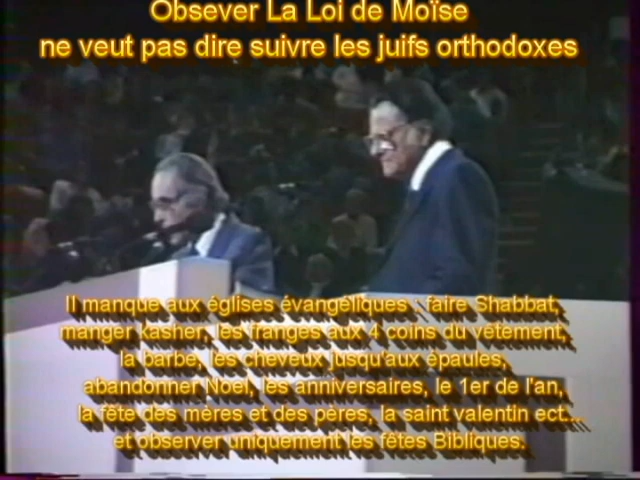 Obsever La Loi de Moïse
ne veut pas dire suivre les juifs orthodoxes
Il manque aux églises évangéliques : faire Shabbat,
manger kasher, les franges aux 4 coins du vétement,
la barbe, les cheveux jusqu'aux épaules,
abandonner Noel, les anniversaires, le 1er de l'an,
la fête des mères et des pères, la saint valentin ect...
et observer uniquement les fêtes Bibliques.